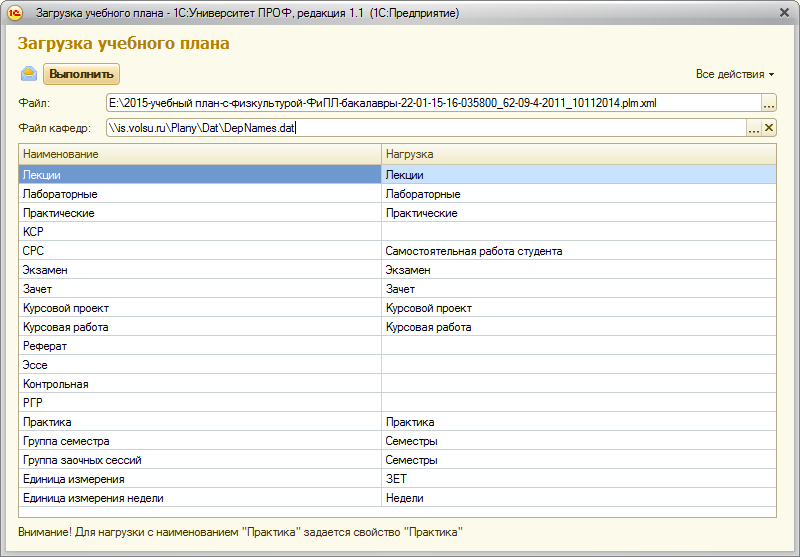 Загрузка учебного плана - 1С:Университет ПРОФ, редакция 1.1 (1С:Предприятие)
Загрузка учебного плана
Выполнить Все действия
Файл: E:\2015-учебный план-с-физкультурой-ФиПЛ-бакалавры-22-01-15-16-035800_62-09-4-2011_10112014.plm.xml ...
Файл кафедр: \\is.volsu.ru\Plany\Dat\DepNames.dat ... ×
Наименование Нагрузка
Лекции Лекции
Лабораторные Лабораторные
Практические Практические
КСР
СРС Самостоятельная работа студента
Экзамен Экзамен
Зачет Зачет
Курсовой проект Курсовой проект
Курсовая работа Курсовая работа
Реферат
Эссе
Контрольная
РГР
Практика Практика
Группа семестра Семестры
Группа заочных сессий Семестры
Единица измерения ЗЕТ
Единица измерения недели Недели
Внимание! Для нагрузки с наименованием "Практика" задается свойство "Практика"